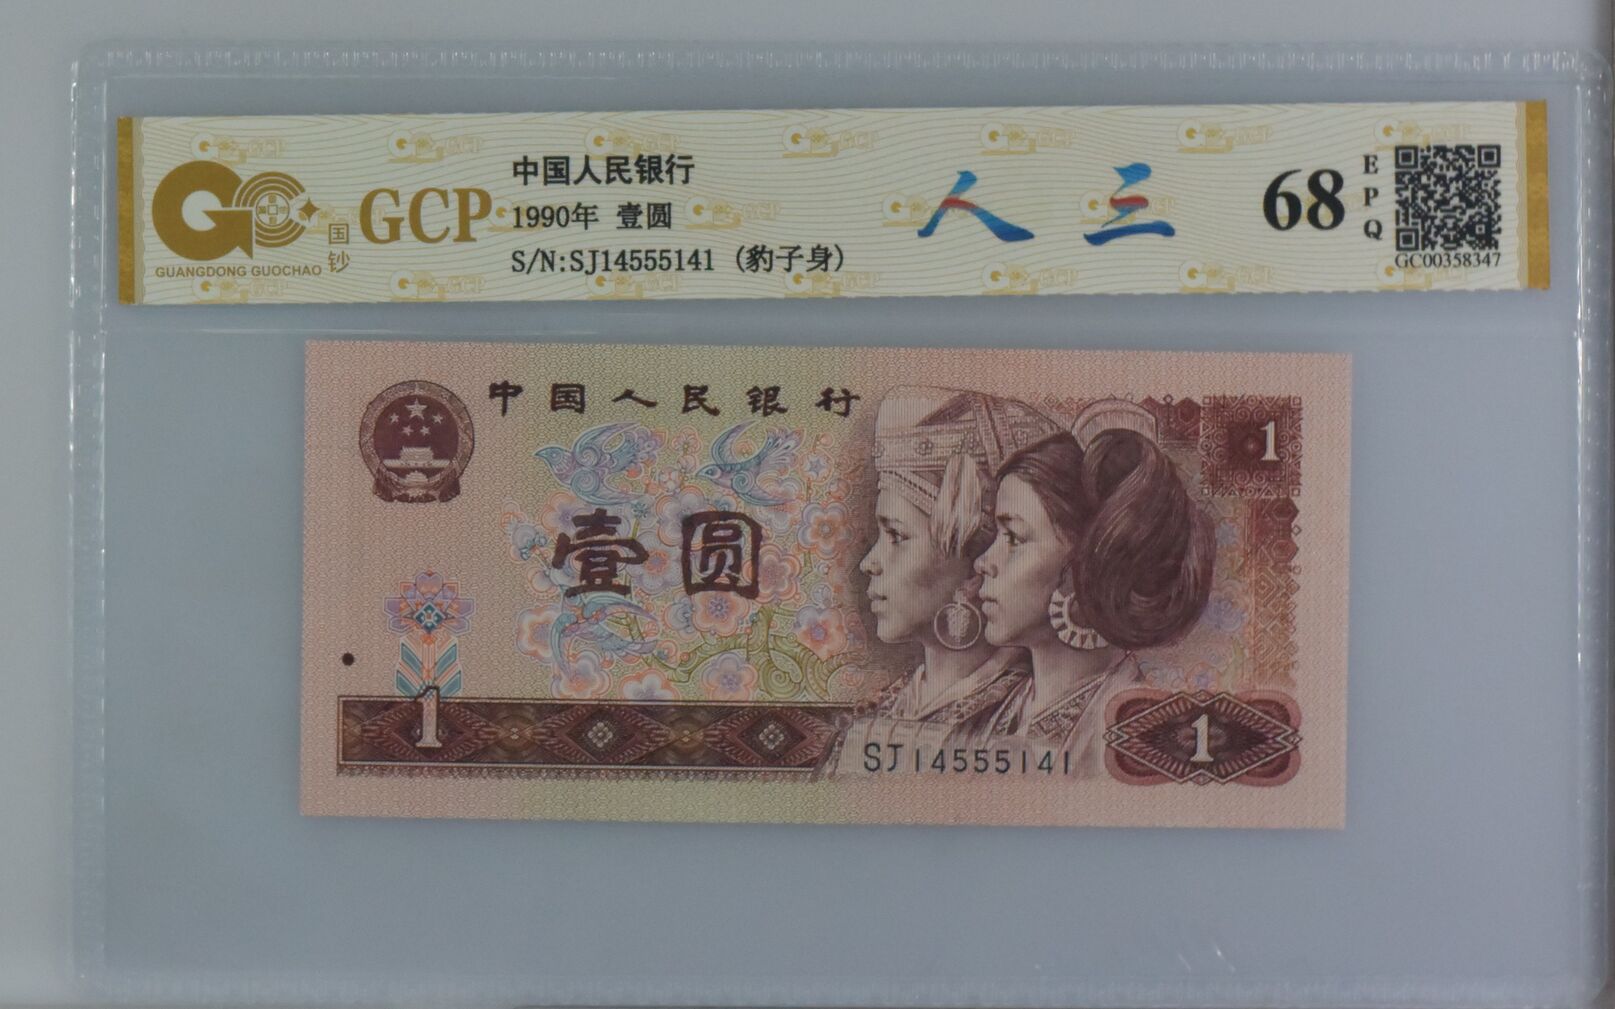 GUANGDONG GUOCHAO
国
钞
GCP
中国人民银行
1990年 壹圆
S/N:SJ14555141 (豹子身)
人三
68
E
P
Q
GC00358347
中国人民银行
1
壹圆
1
1
SJ14555141